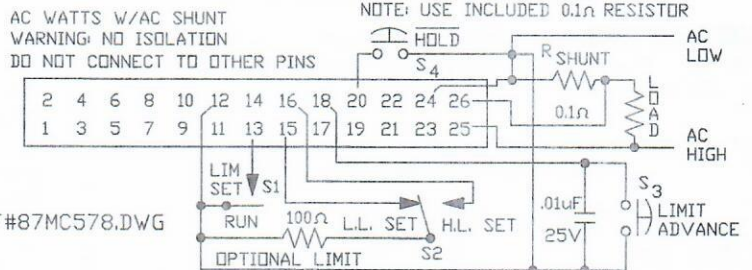 AC WATTS W/AC SHUNT
WARNING: NO ISOLATION
DO NOT CONNECT TO OTHER PINS
NOTE: USE INCLUDED 0.1Ω RESISTOR
HOLD
S4
AC LOW
R SHUNT
0.1Ω
LOAD
AC HIGH
2 4 6 8 10 12 14 16 18 20 22 24 26
1 3 5 7 9 11 13 15 17 19 21 23 25
LIM SET
S1
RUN
100Ω
L.L. SET
H.L. SET
S2
OPTIONAL LIMIT
.01uF
25V
S3
LIMIT ADVANCE
#87MC578.DWG